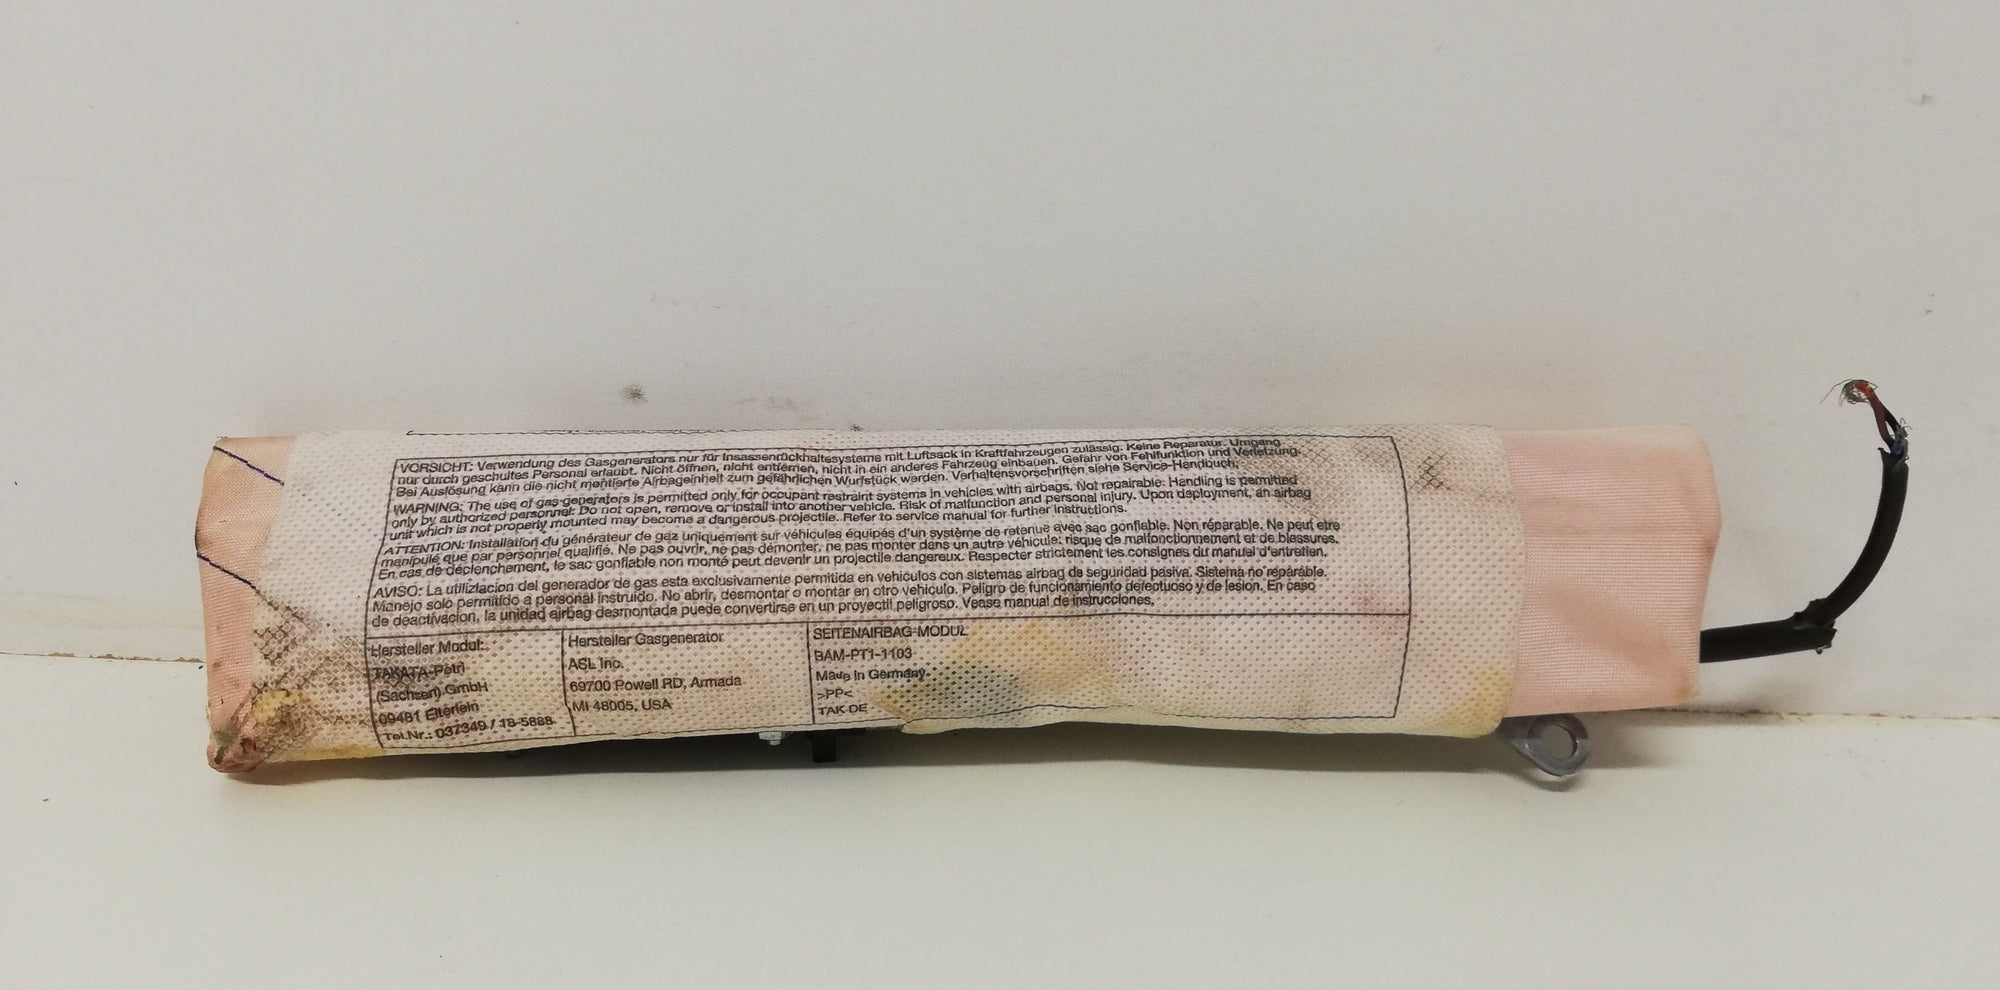 VORSICHT: Verwendung des Gasgenerators nur für Insassenrückhaltesysteme mit Luftsack in Kraftfahrzeugen zulässig. Keine Reparatur. Umgang
nur durch geschultes Personal erlaubt. Nicht öffnen, nicht entfernen, nicht in ein anderes Fahrzeug einbauen. Gefahr von Fehlfunktion und Verletzung.
Bei Auslösung kann die nicht montierte Airbageinheit zum gefährlichen Wurfstück werden. Verhaltensvorschriften siehe Service-Handbuch.
WARNING: The use of gas generators is permitted only for occupant restraint systems in vehicles with airbags. Not repairable: Handling is permitted
only by authorized personnel: Do not open, remove or install into another vehicle. Risk of malfunction and personal injury. Upon deployment, an airbag
unit which is not properly mounted may become a dangerous projectile. Refer to service manual for further instructions.
ATTENTION: Installation du générateur de gaz uniquement sur véhicules équipés d'un système de retenue avec sac gonflable. Non réparable. Ne peut etre
manipulé que par personnel qualifié. Ne pas ouvrir, ne pas démonter, ne pas monter dans un autre véhicule: risque de malfonctionnement et de blessures.
En cas de déclenchement, le sac gonflable non monté peut devenir un projectile dangereux. Respecter strictement les consignes du manuel d'entretien.
AVISO: La utiliziacion del generador de gas esta exclusivamente permitida en vehiculos con sistemas airbag de seguridad pasiva. Sistema no reparable.
Manejo solo permitido a personal instruido. No abrir, desmontar o montar en otro vehiculo. Peligro de funcionamiento defectuoso y de lesion. En caso
de deactivacion, la unidad airbag desmontada puede convertirse en un proyectil peligroso. Vease manual de instrucciones.
Hersteller Modul:
TAKATA-Petri
(Sachsen) GmbH
09481 Elterlein
Tel.Nr.: 037349 / 18-5888
Hersteller Gasgenerator
ASL Inc.
69700 Powell RD, Armada
MI 48005, USA
SEITENAIRBAG-MODUL
BAM-PT1-1103
Made in Germany
>PP<
TAK DE